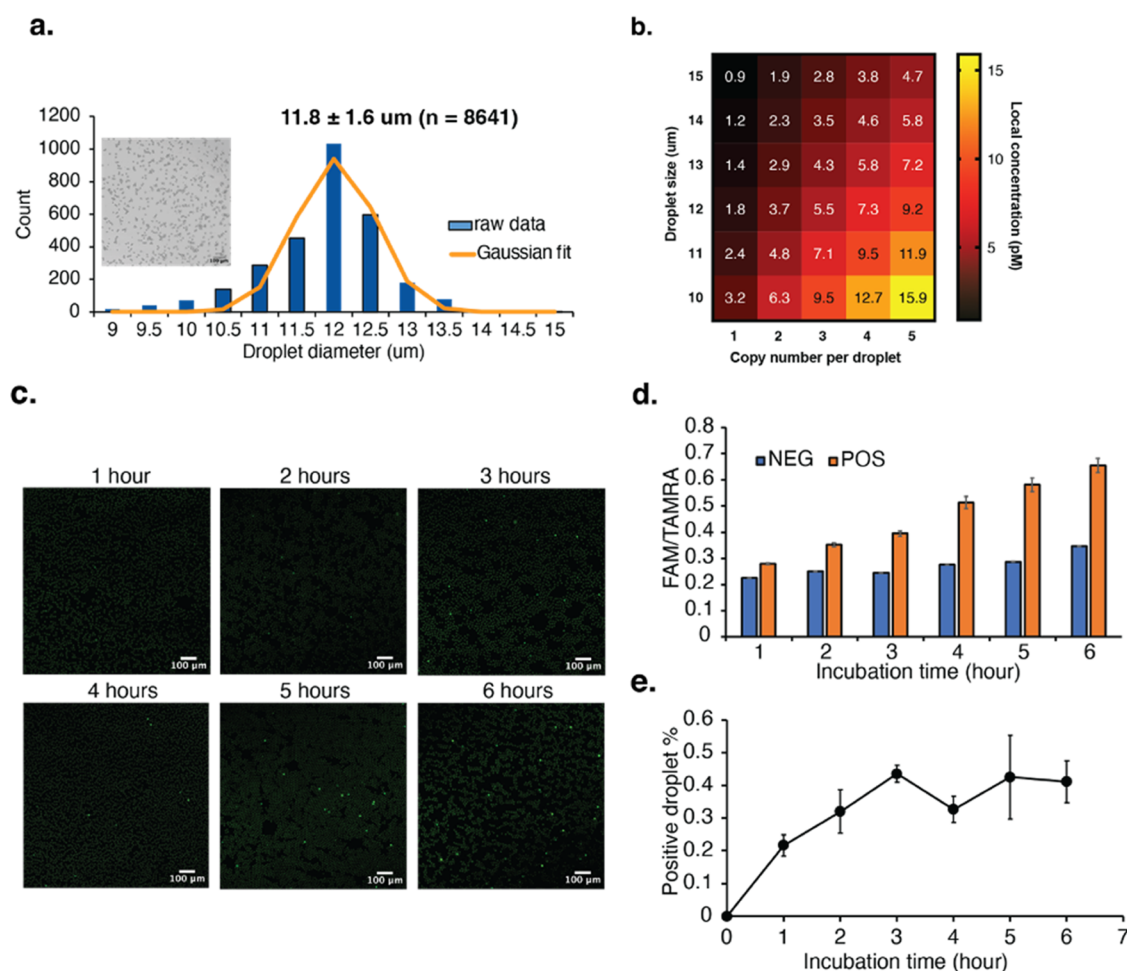 a.
11.8 ± 1.6 um (n = 8641)
1200
1000
800
600
400
200
0
Count
raw data
Gaussian fit
9 9.5 10 10.5 11 11.5 12 12.5 13 13.5 14 14.5 15
Droplet diameter (um)
b.
Droplet size (um)
15 0.9 1.9 2.8 3.8 4.7
14 1.2 2.3 3.5 4.6 5.8
13 1.4 2.9 4.3 5.8 7.2
12 1.8 3.7 5.5 7.3 9.2
11 2.4 4.8 7.1 9.5 11.9
10 3.2 6.3 9.5 12.7 15.9
1 2 3 4 5
Copy number per droplet
15
10
5
Local concentration (pM)
c.
1 hour
2 hours
3 hours
100 µm
100 µm
100 µm
4 hours
5 hours
6 hours
100 µm
100 µm
100 µm
d.
0.8
0.7
0.6
0.5
0.4
0.3
0.2
0.1
0
FAM/TAMRA
NEG POS
1 2 3 4 5 6
Incubation time (hour)
e.
0.6
0.5
0.4
0.3
0.2
0.1
0
Positive droplet %
0 1 2 3 4 5 6 7
Incubation time (hour)